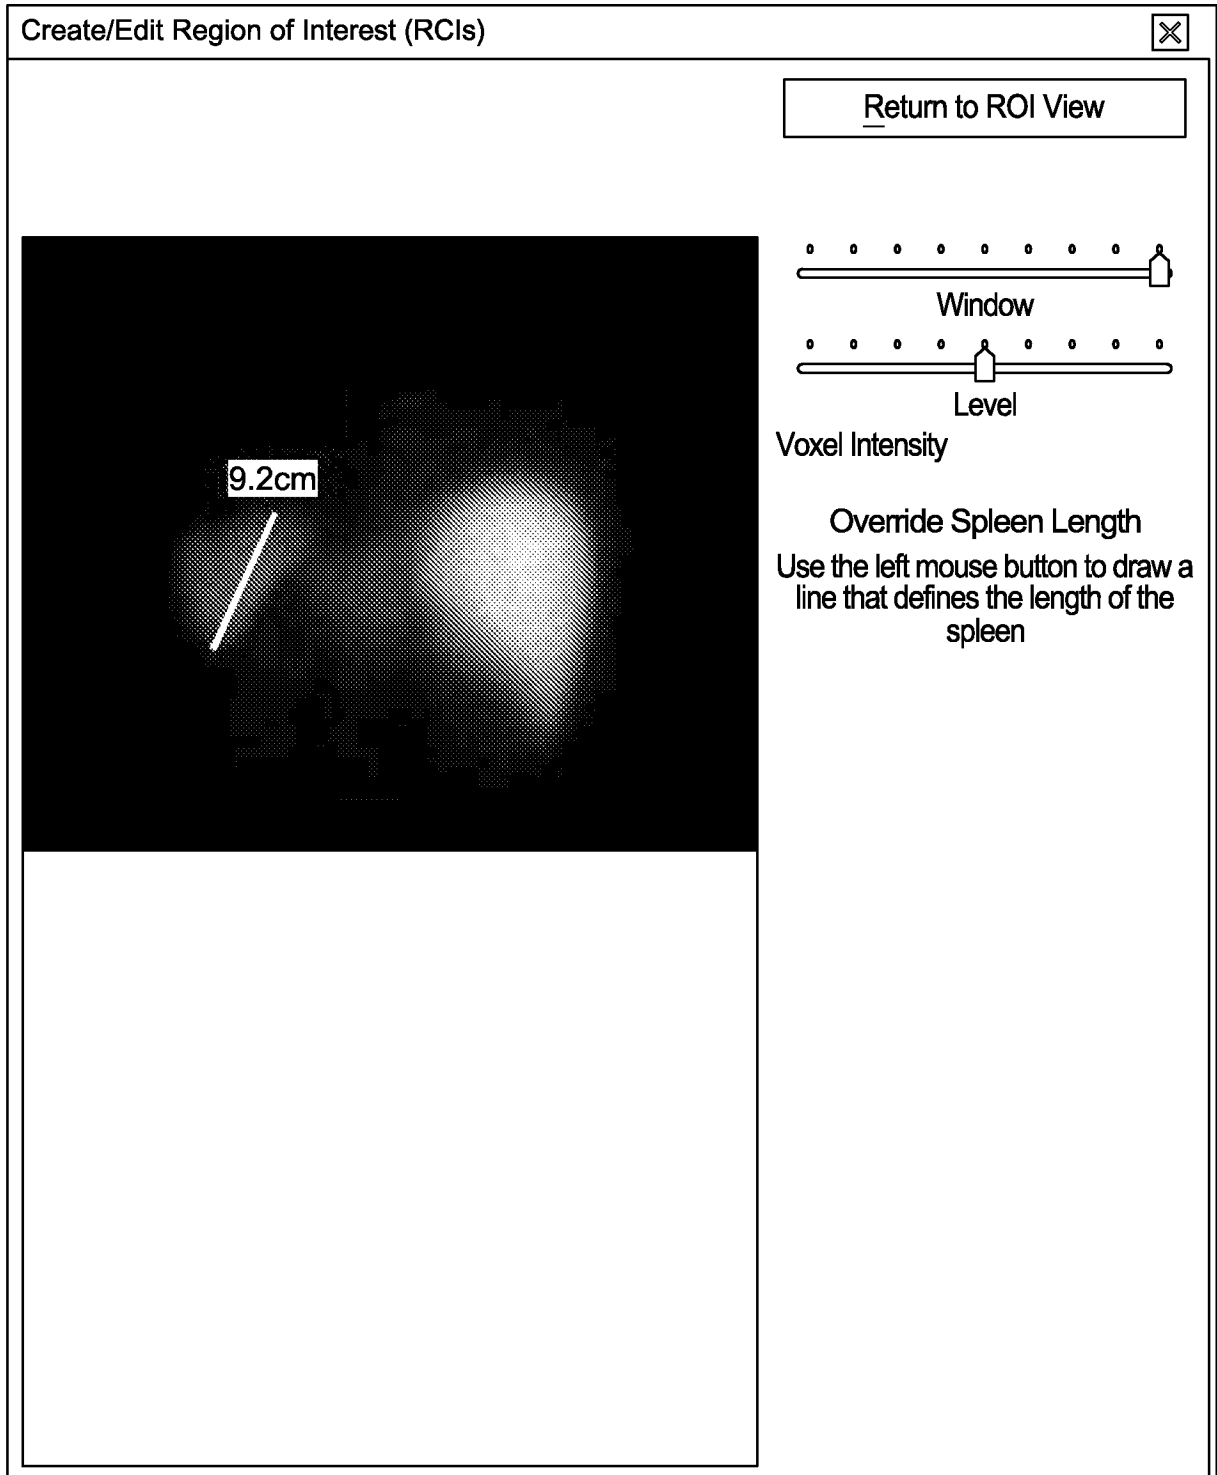 Create/Edit Region of Interest (RCIs)
Return to ROI View
Window
Level
Voxel Intensity
9.2cm
Override Spleen Length
Use the left mouse button to draw a
line that defines the length of the
spleen